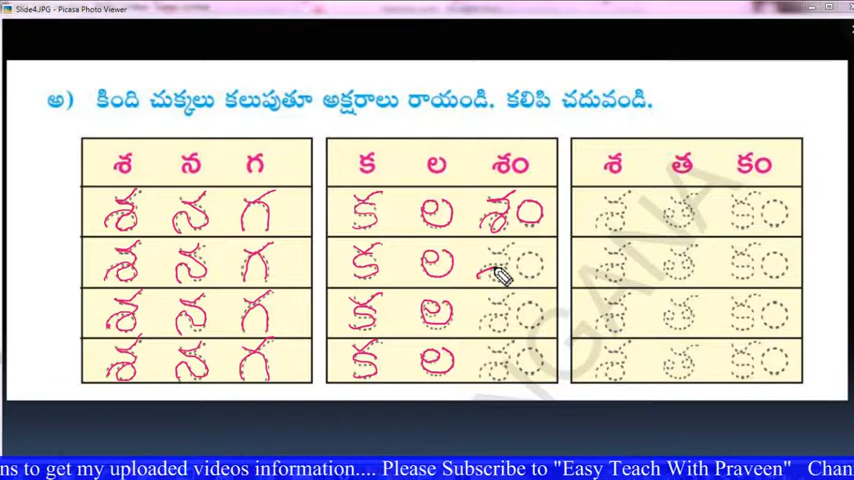 Slide4.JPG - Picasa Photo Viewer
అ) కింది చుక్కలు కలుపుతూ అక్షరాలు రాయండి. కలిపి చదువండి.
శ న గ క ల శం శ త కం
శ న గ క ల శం శ త కం
శ న గ క ల శం శ త కం
శ న గ క ల శం శ త కం
శ న గ క ల శం శ త కం
NGANA
ns to get my uploaded videos information.... Please Subscribe to "Easy Teach With Praveen" Chan